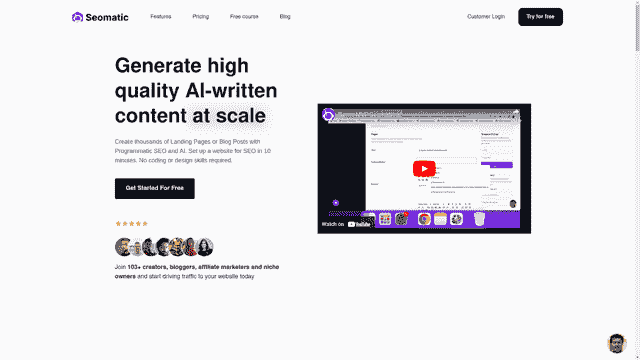 Seomatic
Features
Pricing
Free course
Blog
Customer Login
Try for free
Generate high
quality AI-written
content at scale
Create thousands of Landing Pages or Blog Posts with
Programmatic SEO and AI. Set up a website for SEO in 10
minutes. No coding or design skills required.
Get Started For Free
Join 103+ creators, bloggers, affiliate marketers and niche
owners and start driving traffic to your website today
Watch on YouTube